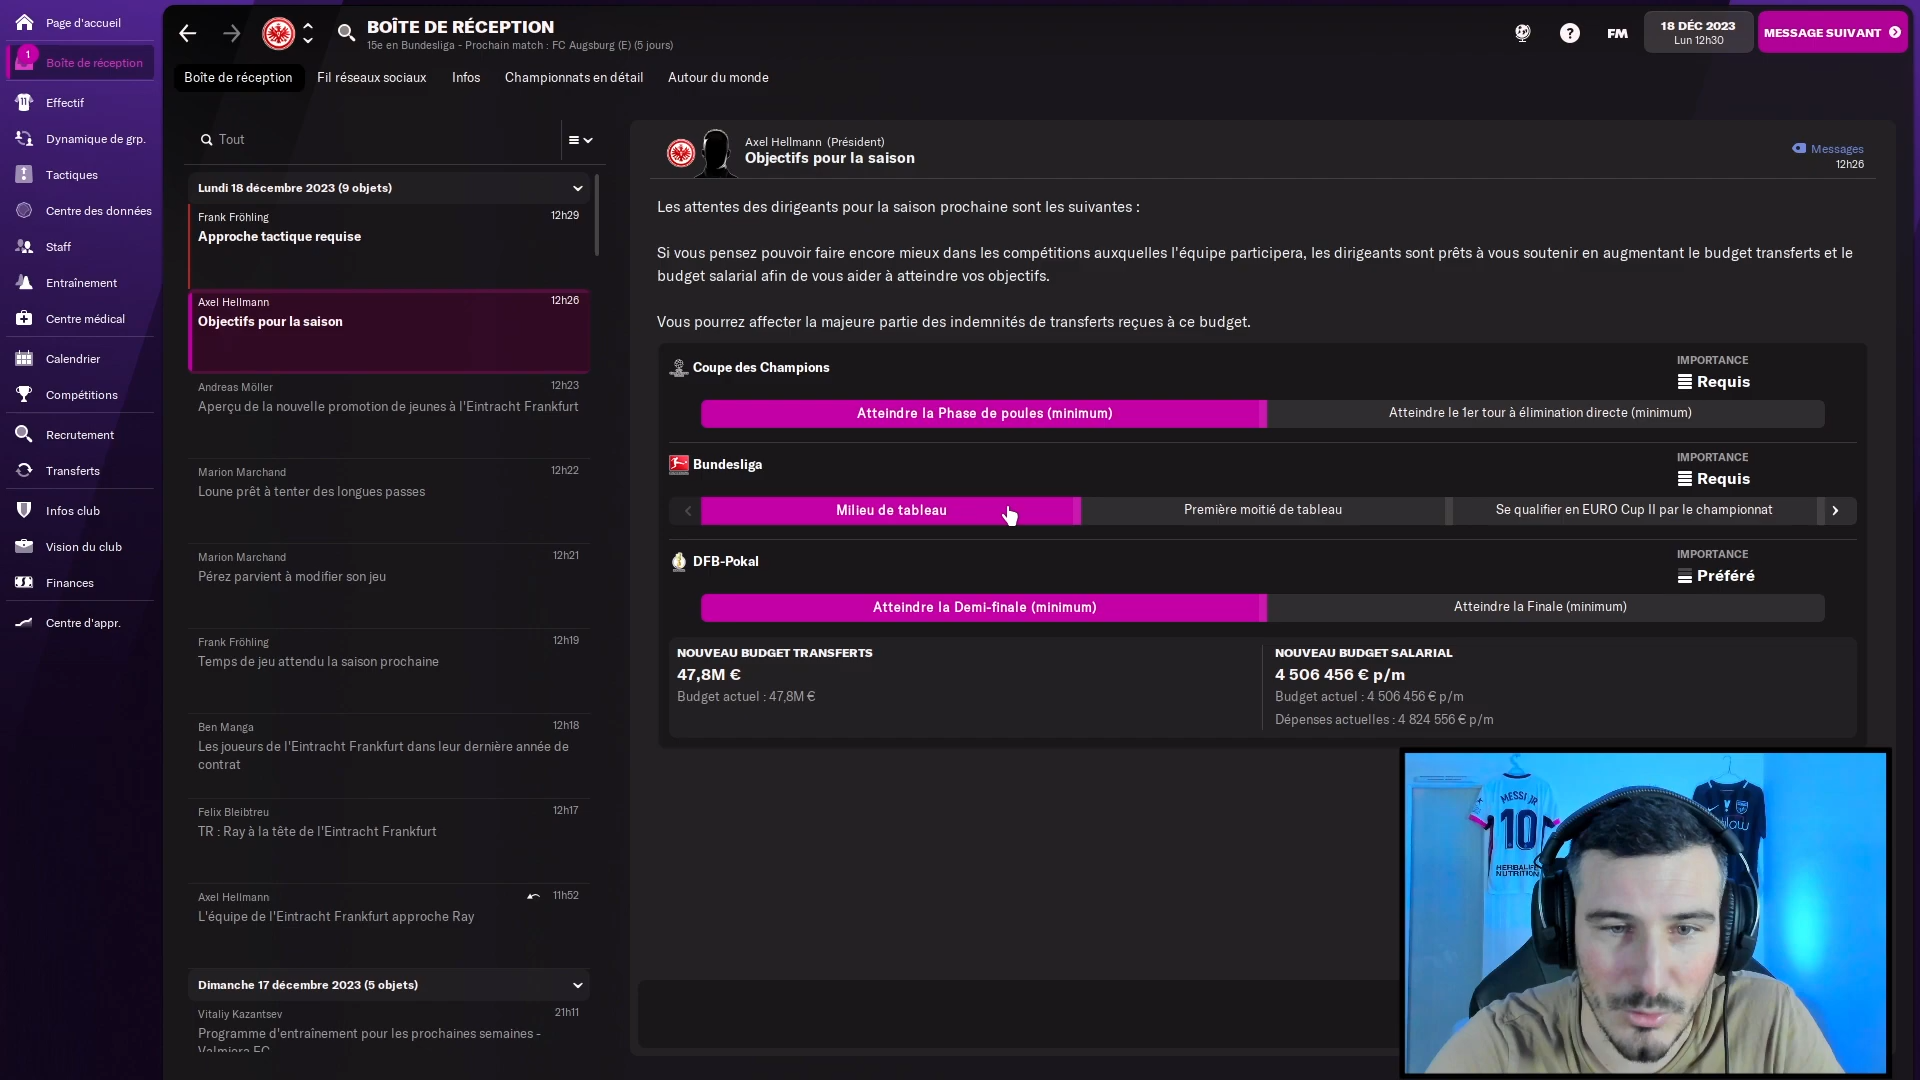 Page d'accueil
1
Boîte de réception
Effectif
Dynamique de grp.
Tactiques
Centre des données
Staff
Entraînement
Centre médical
Calendrier
Compétitions
Recrutement
Transferts
Infos club
Vision du club
Finances
Centre d'appr.
BOÎTE DE RÉCEPTION
15e en Bundesliga - Prochain match : FC Augsburg (E) (5 jours)
FM
18 DÉC 2023
Lun 12h30
MESSAGE SUIVANT
Boîte de réception
Fil réseaux sociaux
Infos
Championnats en détail
Autour du monde
Tout
Lundi 18 décembre 2023 (9 objets)
Frank Fröhling 12h29
Approche tactique requise
Axel Hellmann 12h26
Objectifs pour la saison
Andreas Möller 12h23
Aperçu de la nouvelle promotion de jeunes à l'Eintracht Frankfurt
Marion Marchand 12h22
Loune prêt à tenter des longues passes
Marion Marchand 12h21
Pérez parvient à modifier son jeu
Frank Fröhling 12h19
Temps de jeu attendu la saison prochaine
Ben Manga 12h18
Les joueurs de l'Eintracht Frankfurt dans leur dernière année de
contrat
Felix Bleibtreu 12h17
TR : Ray à la tête de l'Eintracht Frankfurt
Axel Hellmann 11h52
L'équipe de l'Eintracht Frankfurt approche Ray
Dimanche 17 décembre 2023 (5 objets)
Vitaliy Kazantsev 21h11
Programme d'entraînement pour les prochaines semaines -
Valmiera FC
Axel Hellmann (Président)
Objectifs pour la saison
Messages
12h26
Les attentes des dirigeants pour la saison prochaine sont les suivantes :
Si vous pensez pouvoir faire encore mieux dans les compétitions auxquelles l'équipe participera, les dirigeants sont prêts à vous soutenir en augmentant le budget transferts et le
budget salarial afin de vous aider à atteindre vos objectifs.
Vous pourrez affecter la majeure partie des indemnités de transferts reçues à ce budget.
Coupe des Champions
IMPORTANCE
Requis
Atteindre la Phase de poules (minimum)
Atteindre le 1er tour à élimination directe (minimum)
Bundesliga
IMPORTANCE
Requis
Milieu de tableau
Première moitié de tableau
Se qualifier en EURO Cup II par le championnat
DFB-Pokal
IMPORTANCE
Préféré
Atteindre la Demi-finale (minimum)
Atteindre la Finale (minimum)
NOUVEAU BUDGET TRANSFERTS
47,8M €
Budget actuel : 47,8M €
NOUVEAU BUDGET SALARIAL
4 506 456 € p/m
Budget actuel : 4 506 456 € p/m
Dépenses actuelles : 4 824 556 € p/m
MESSI JR
10
HERBALIFE
NUTRITION